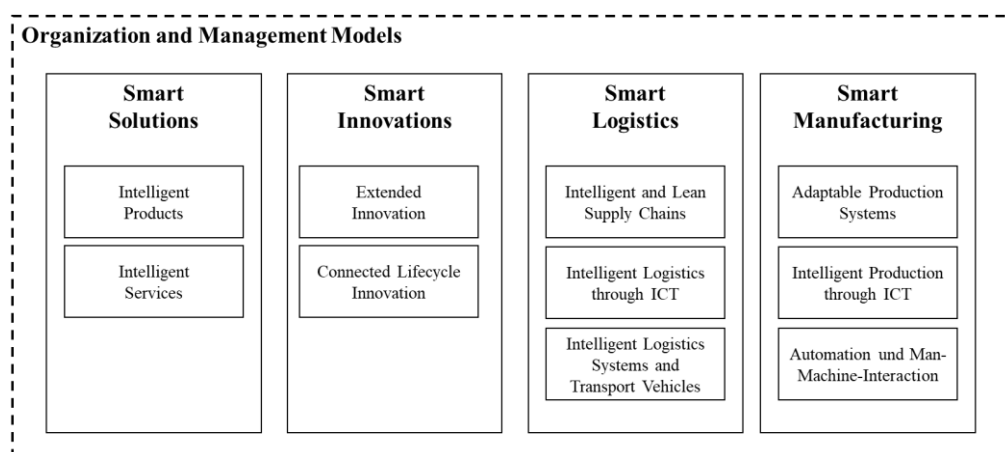 Organization and Management Models
Smart
Solutions
Intelligent
Products
Intelligent
Services
Smart
Innovations
Extended
Innovation
Connected Lifecycle
Innovation
Smart
Logistics
Intelligent and Lean
Supply Chains
Intelligent Logistics
through ICT
Intelligent Logistics
Systems and
Transport Vehicles
Smart
Manufacturing
Adaptable Production
Systems
Intelligent Production
through ICT
Automation und Man-
Machine-Interaction